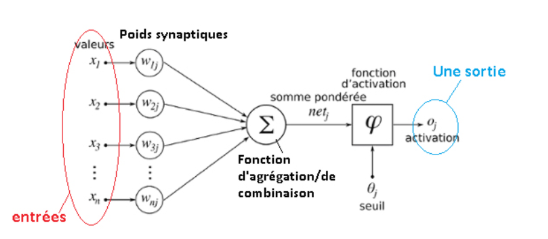 Poids synaptiques
valeurs
x1
w1j
x2
w2j
x3
w3j
⋮
⋮
xn
wnj
entrées
Σ
Fonction
d'agrégation/de
combinaison
somme pondérée
netj
fonction
d'activation
φ
θj
seuil
Une sortie
oj
activation